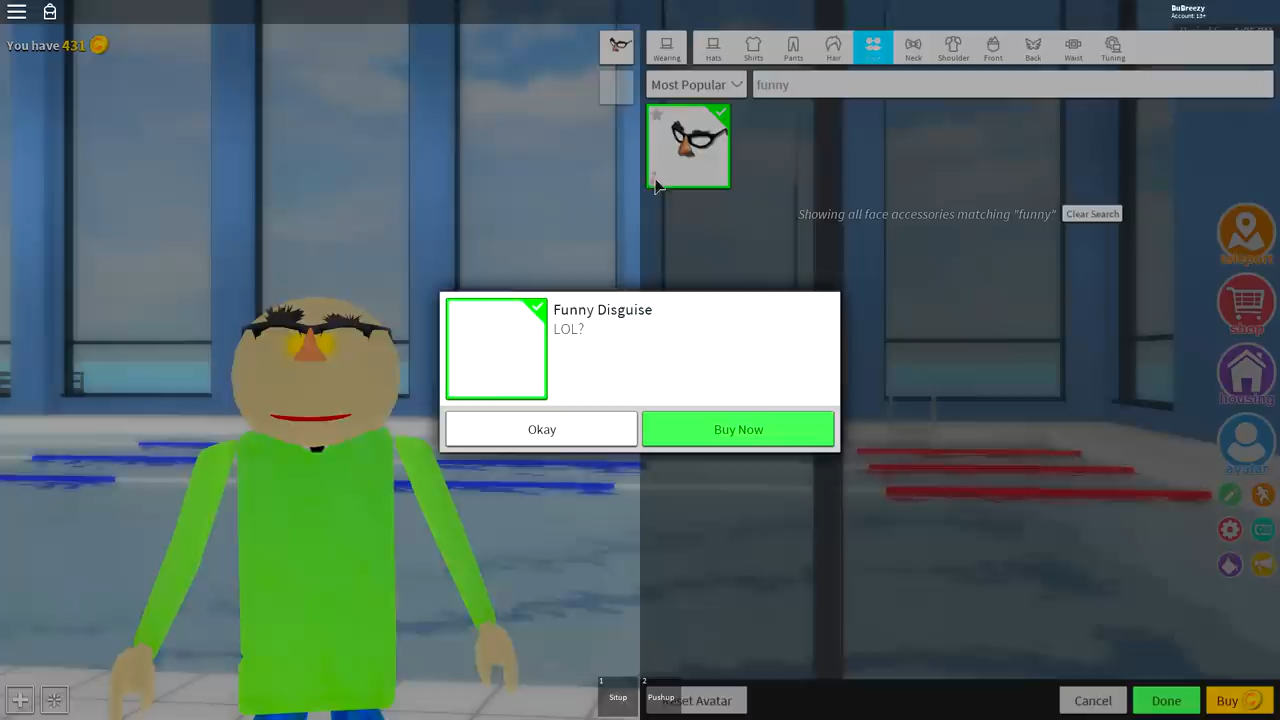 BuBreezy
Account: 13+
You have 431
Wearing
Hats
Shirts
Pants
Hair
Neck
Shoulder
Front
Back
Waist
Tuning
Most Popular
funny
Showing all face accessories matching "funny"
Clear Search
Funny Disguise
LOL?
Okay
Buy Now
shop
housing
avatar
1
Situp
2
Pushup
eset Avatar
Cancel
Done
Buy